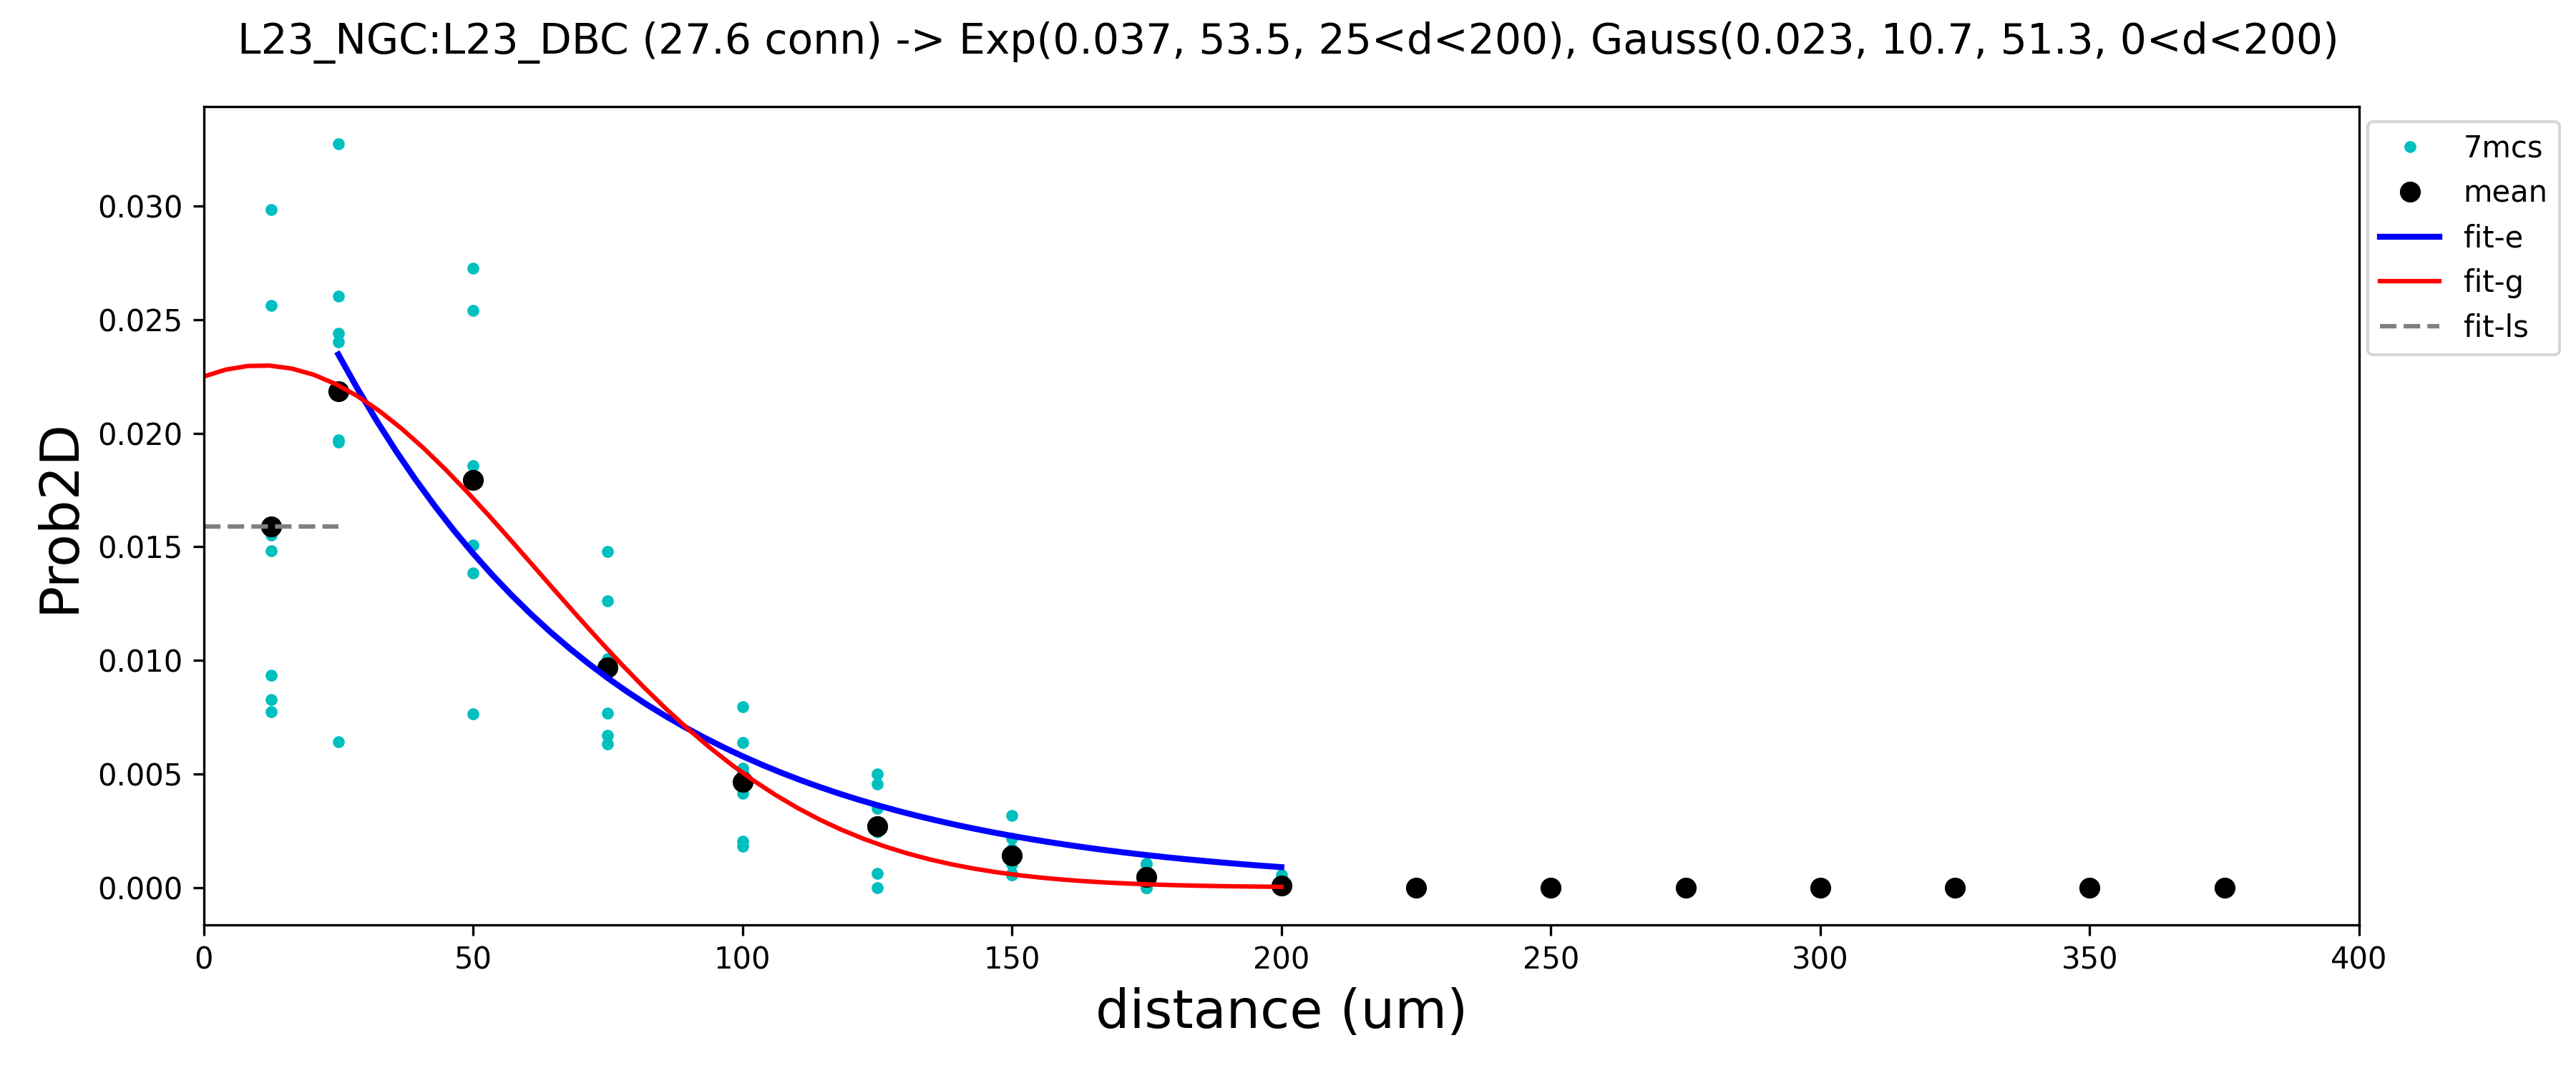 L23_NGC:L23_DBC (27.6 conn) -> Exp(0.037, 53.5, 25<d<200), Gauss(0.023, 10.7, 51.3, 0<d<200)
7mcs
mean
fit-e
fit-g
fit-ls
Prob2D
0.030
0.025
0.020
0.015
0.010
0.005
0.000
0 50 100 150 200 250 300 350 400
distance (um)